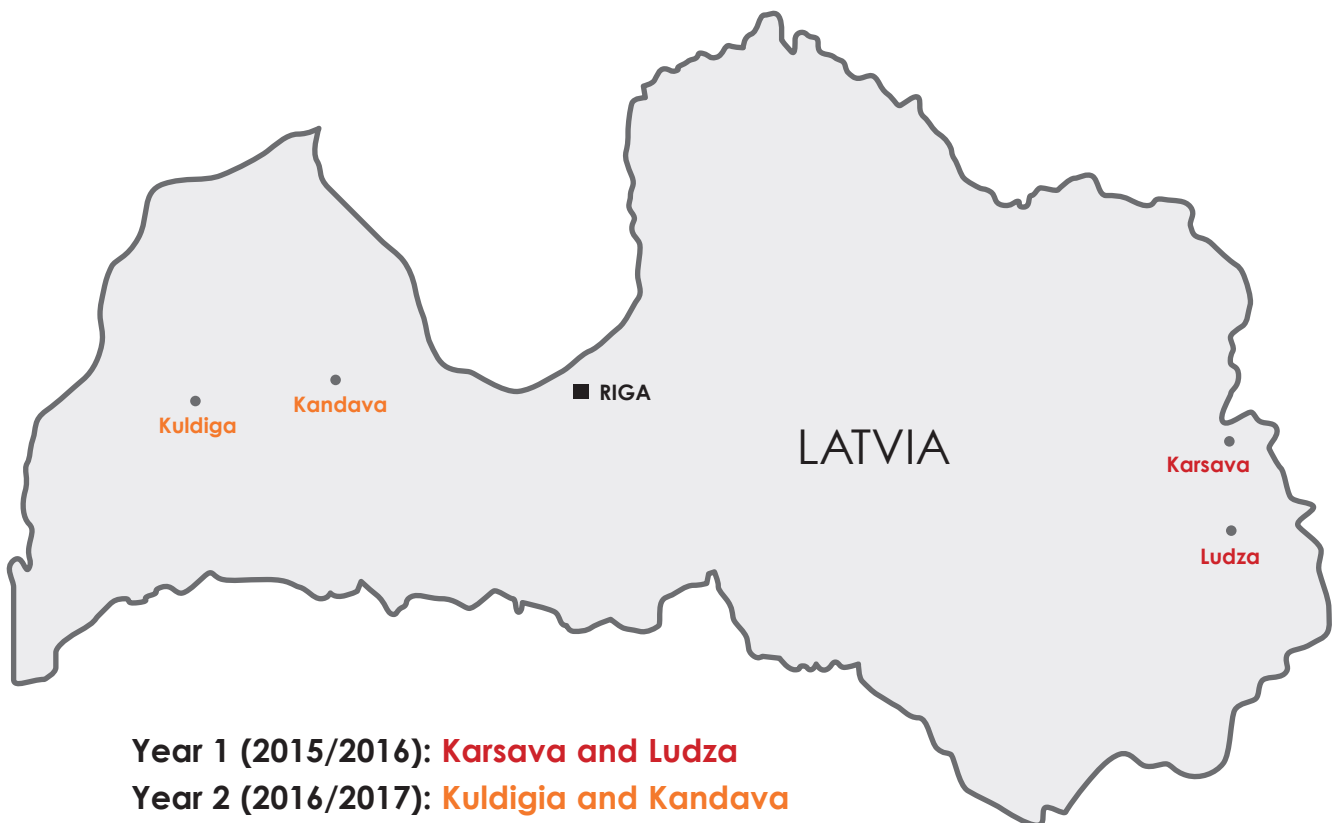 RIGA
Kandava
Kuldiga
LATVIA
Karsava
Ludza
Year 1 (2015/2016): Karsava and Ludza
Year 2 (2016/2017): Kuldigia and Kandava